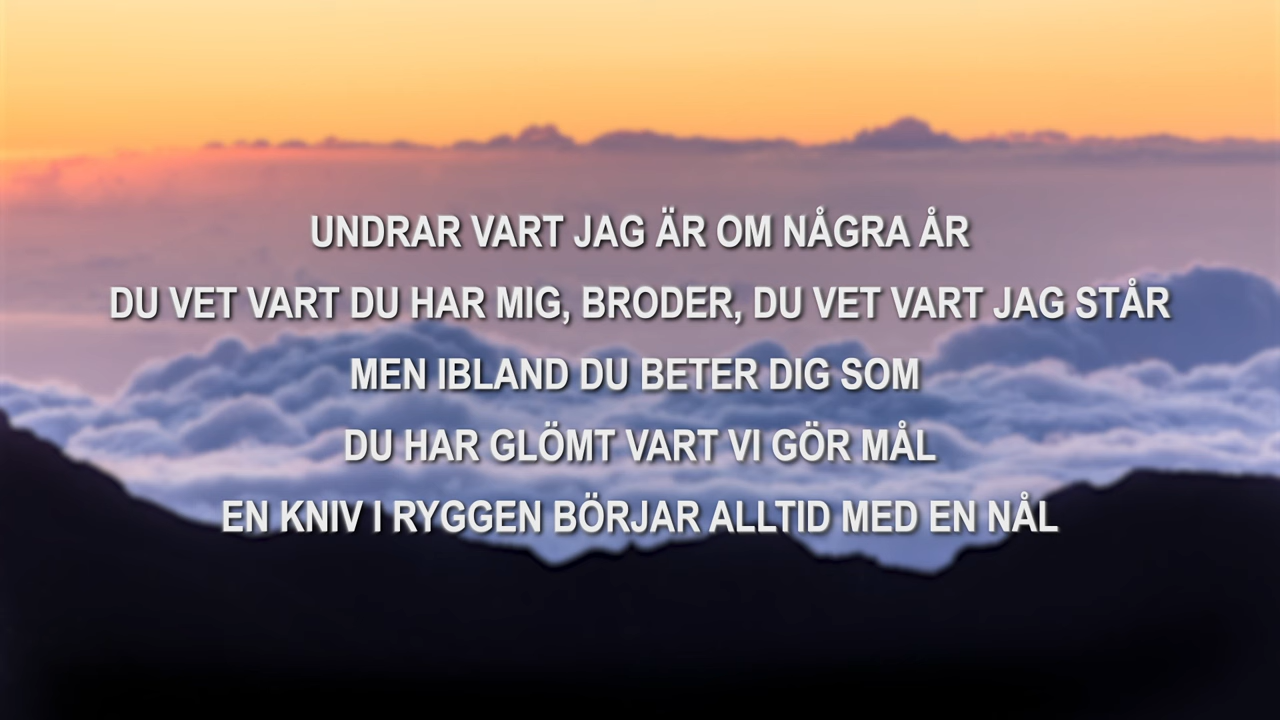 UNDRAR VART JAG ÄR OM NÅGRA ÅR
DU VET VART DU HAR MIG, BRODER, DU VET VART JAG STÅR
MEN IBLAND DU BETER DIG SOM
DU HAR GLÖMT VART VI GÖR MÅL
EN KNIV I RYGGEN BÖRJAR ALLTID MED EN NÅL